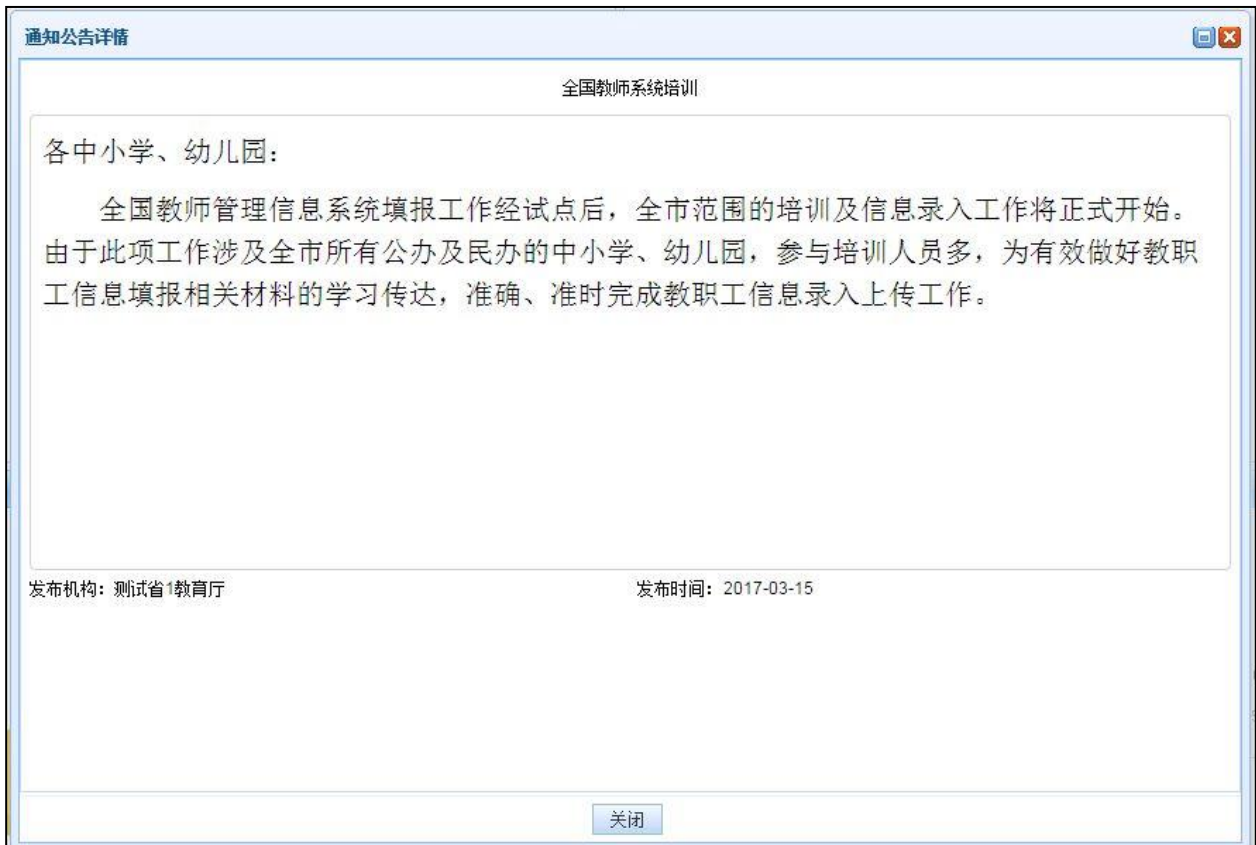 通知公告详情
全国教师系统培训
各中小学、幼儿园：
全国教师管理信息系统填报工作经试点后，全市范围的培训及信息录入工作将正式开始。
由于此项工作涉及全市所有公办及民办的中小学、幼儿园，参与培训人员多，为有效做好教职
工信息填报相关材料的学习传达，准确、准时完成教职工信息录入上传工作。
发布机构：测试省1教育厅 发布时间：2017-03-15
关闭